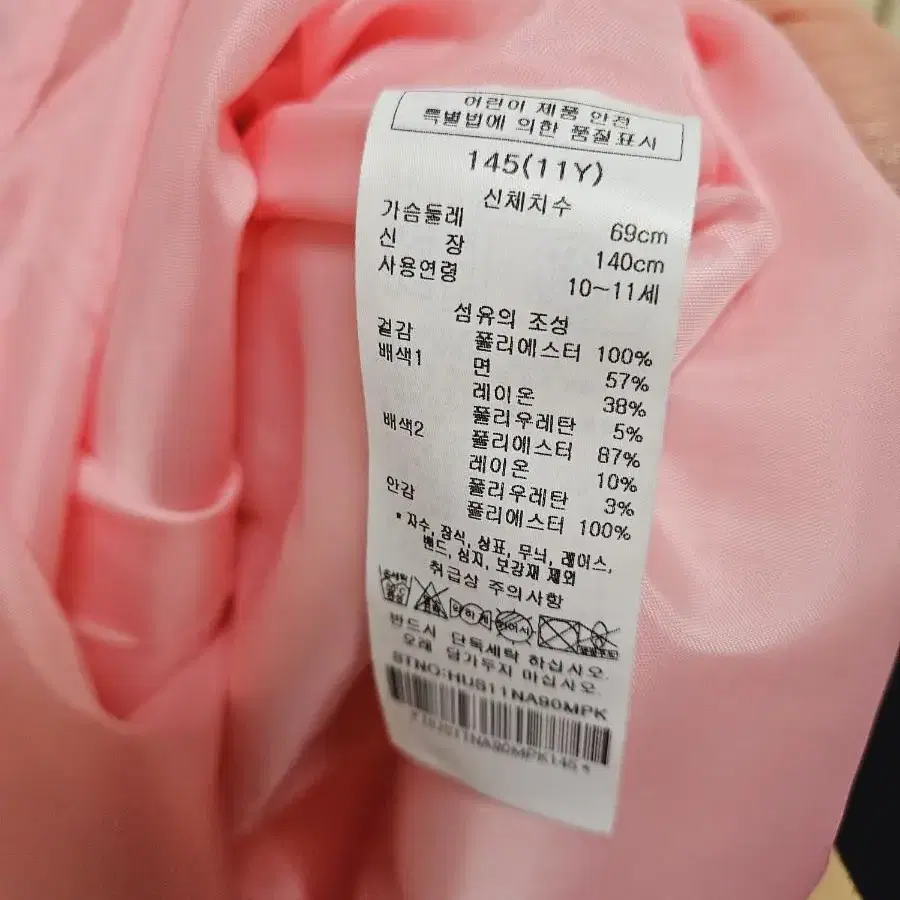 어린이 제품 안전
특별법에 의한 품질표시
145(11Y)
신체치수
가슴둘레 69cm
신 장 140cm
사용연령 10~11세
섬유의 조성
겉감 폴리에스터 100%
배색1 면 57%
레이온 38%
폴리우레탄 5%
배색2 폴리에스터 87%
레이온 10%
폴리우레탄 3%
안감 폴리에스터 100%
* 자수, 장식, 상표, 무늬, 레이스,
밴드, 심지, 보강재 제외
취급상 주의사항
반드시 단독세탁 하십시오.
오래 담가두지 마십시오.
STNO:HUS11NA90MPK